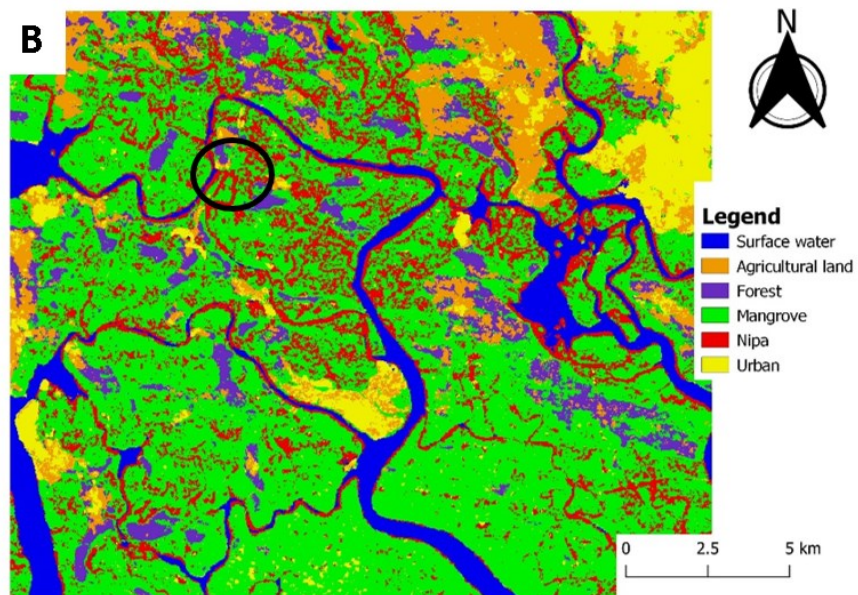 B
N
Legend
Surface water
Agricultural land
Forest
Mangrove
Nipa
Urban
0 2.5 5 km